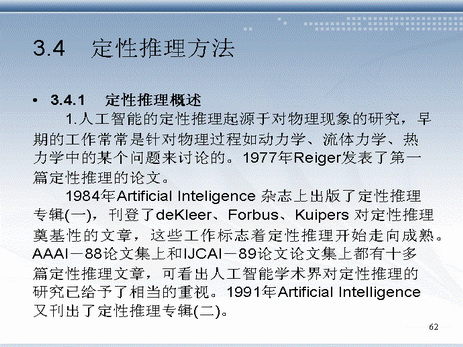 3.4 定性推理方法
• 3.4.1 定性推理概述
1.人工智能的定性推理起源于对物理现象的研究，早
期的工作常常是针对物理过程如动力学、流体力学、热
力学中的某个问题来讨论的。1977年Reiger发表了第一
篇定性推理的论文。
1984年Artificial Inteligence 杂志上出版了定性推理
专辑(一)，刊登了deKleer、Forbus、Kuipers 对定性推理
奠基性的文章，这些工作标志着定性推理开始走向成熟。
AAAI－88论文集上和IJCAI－89论文论文集上都有十多
篇定性推理文章，可看出人工智能学术界对定性推理的
研究已给予了相当的重视。1991年Artificial Intelligence
又刊出了定性推理专辑(二)。
62